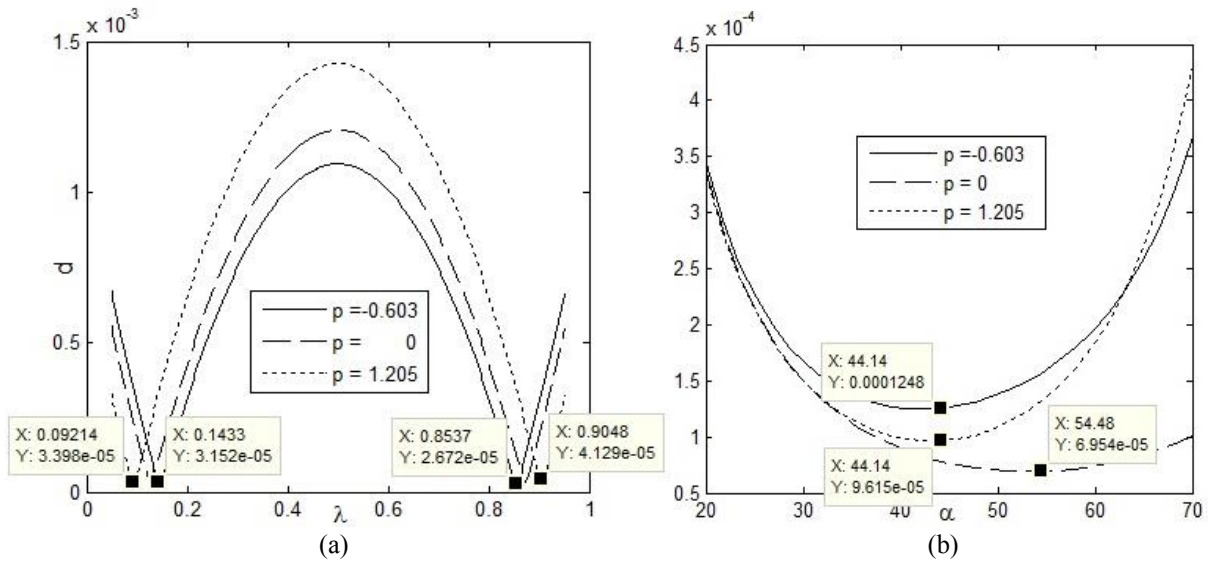 x 10⁻³
1.5
1
0.5
0
d
p =-0.603
p = 0
p = 1.205
X: 0.09214
Y: 3.398e-05
X: 0.1433
Y: 3.152e-05
X: 0.8537
Y: 2.672e-05
X: 0.9048
Y: 4.129e-05
0 0.2 0.4 0.6 0.8 1
λ
(a)
x 10⁻⁴
4.5
4
3.5
3
2.5
2
1.5
1
0.5
p =-0.603
p = 0
p = 1.205
X: 44.14
Y: 0.0001248
X: 54.48
Y: 6.954e-05
X: 44.14
Y: 9.615e-05
20 30 40 50 60 70
α
(b)